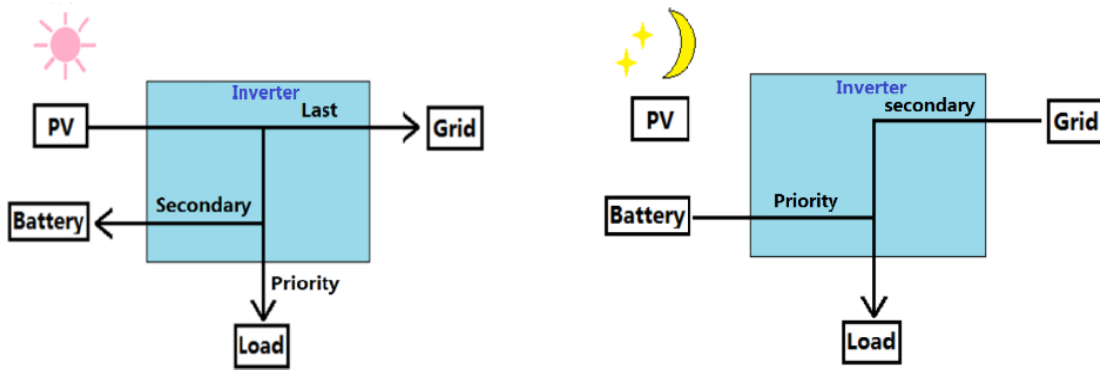 Inverter
Last
PV
Grid
Secondary
Battery
Priority
Load
Inverter
secondary
PV
Grid
Priority
Battery
Load